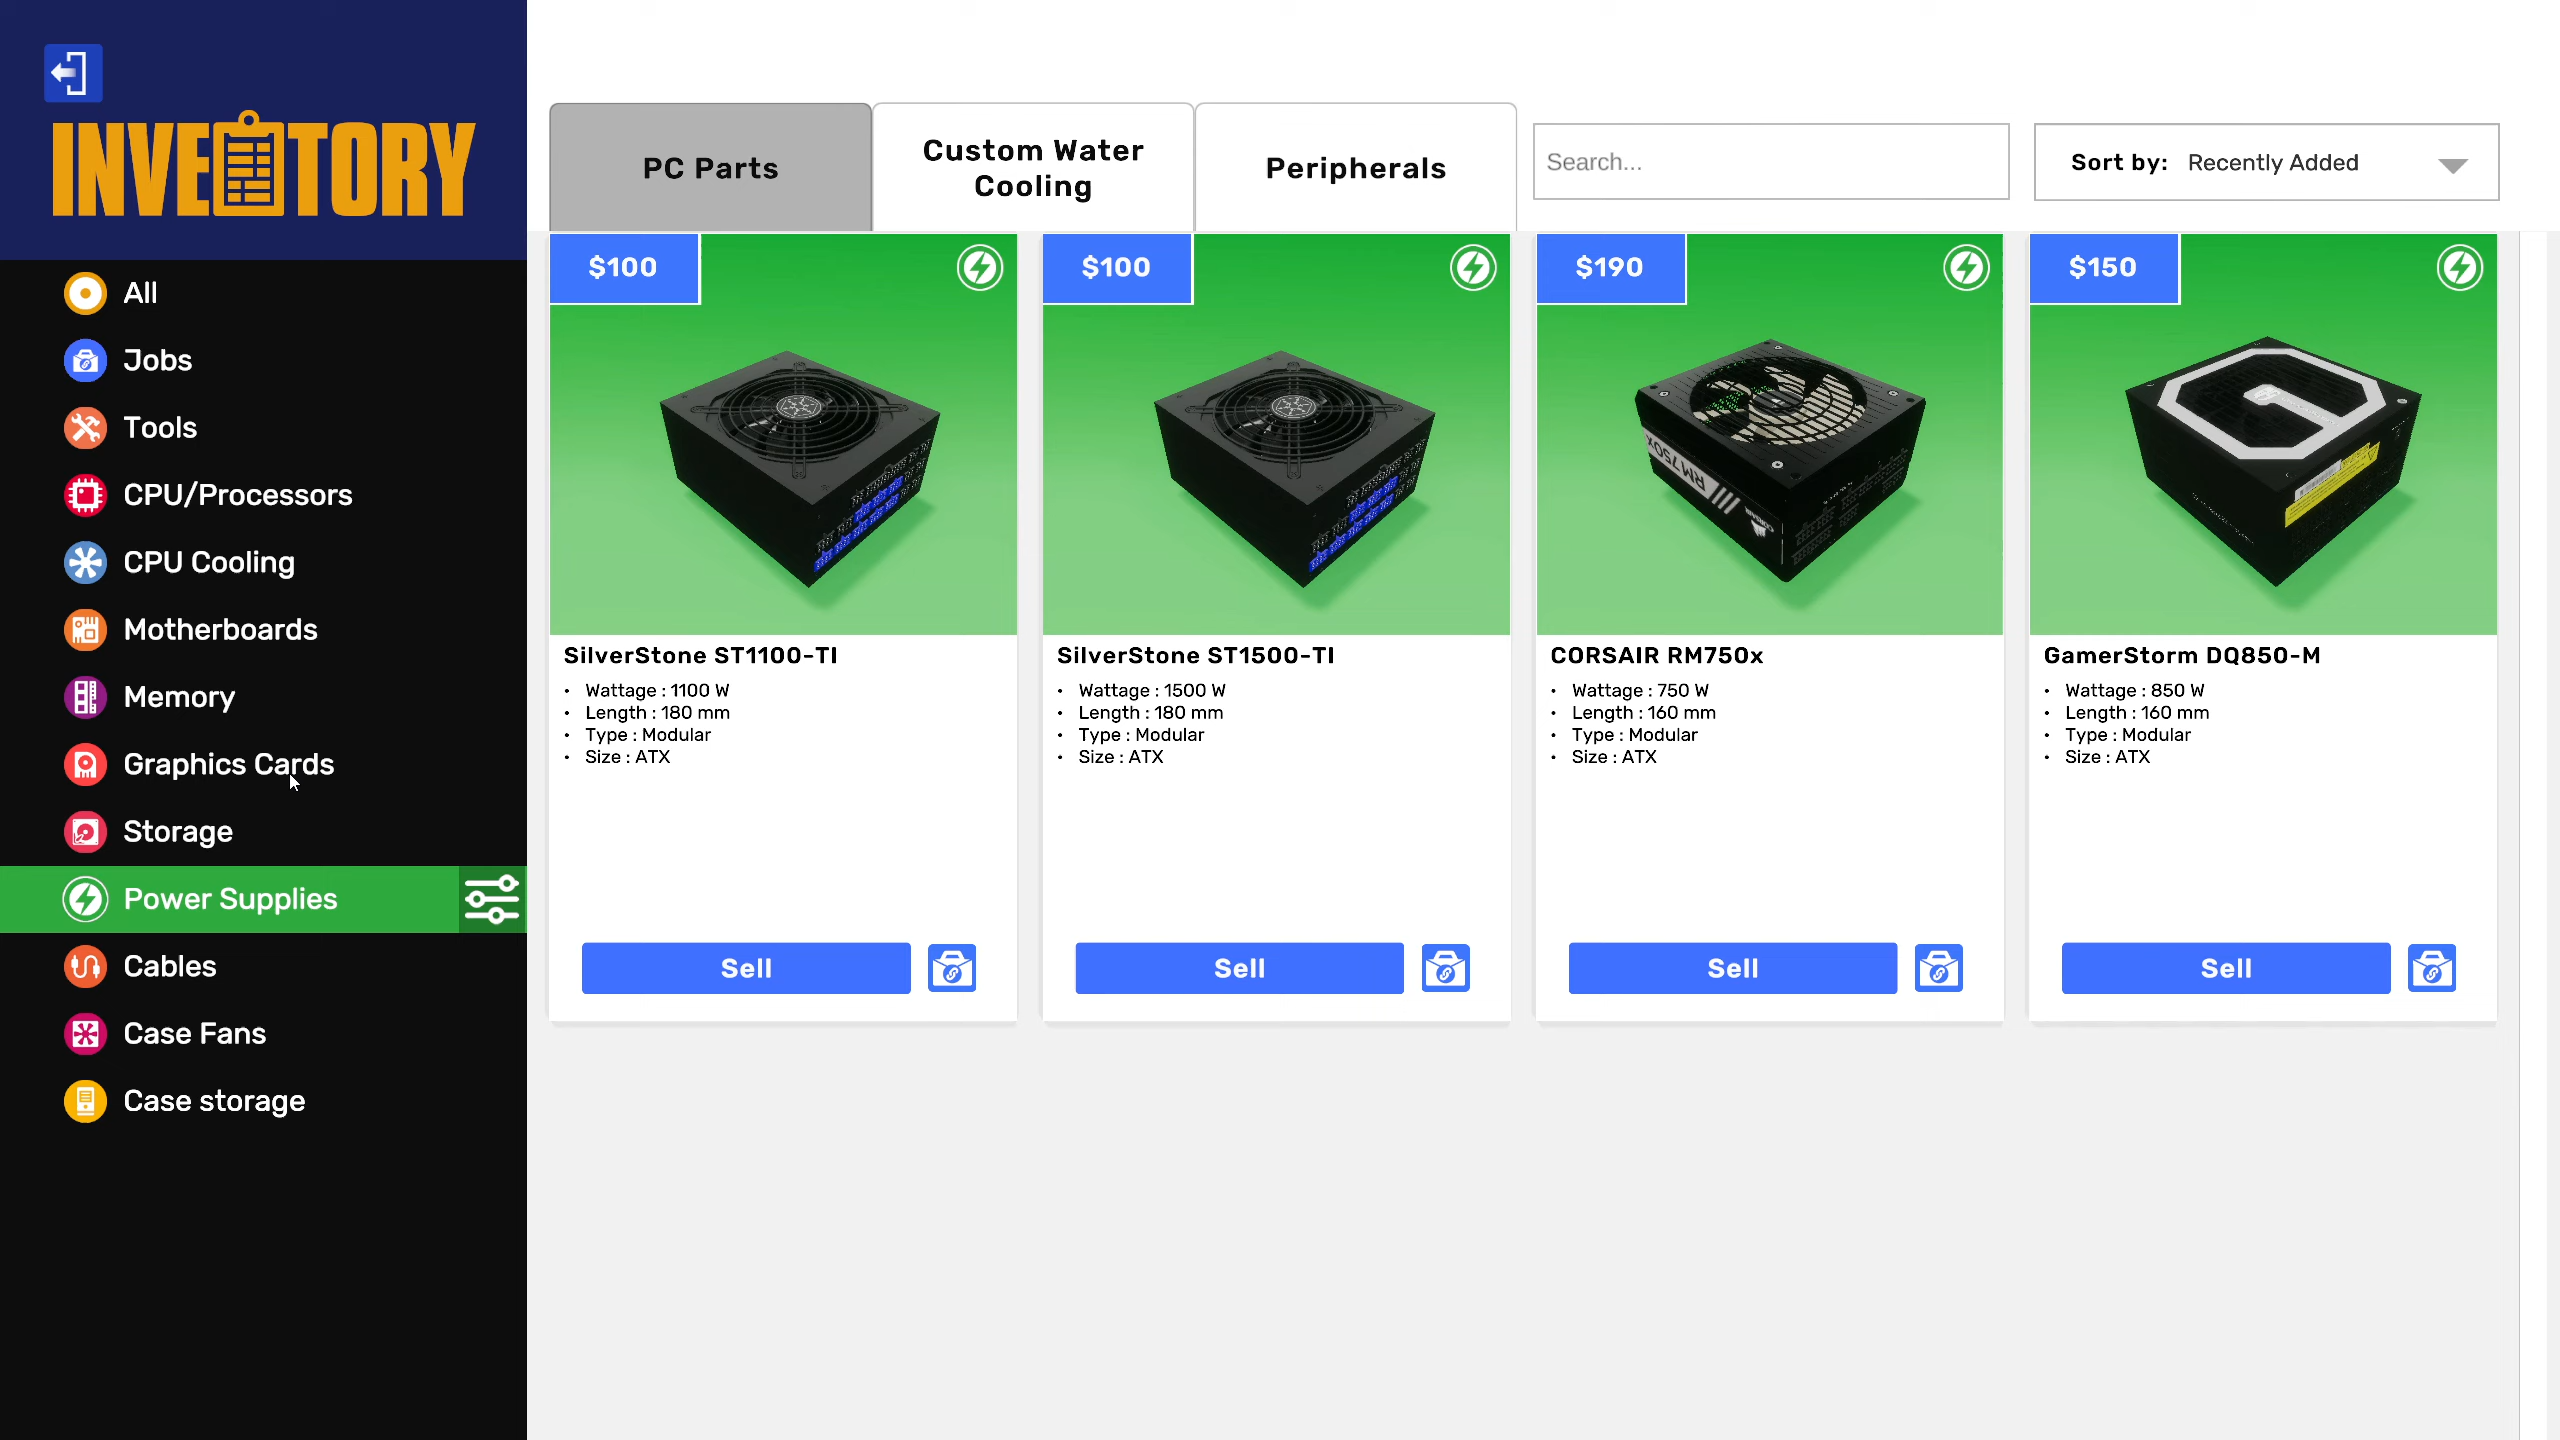 INVENTORY
All
Jobs
Tools
CPU/Processors
CPU Cooling
Motherboards
Memory
Graphics Cards
Storage
Power Supplies
Cables
Case Fans
Case storage
PC Parts
Custom Water
Cooling
Peripherals
Search...
Sort by: Recently Added
$100
SilverStone ST1100-TI
• Wattage : 1100 W
• Length : 180 mm
• Type : Modular
• Size : ATX
Sell
$100
SilverStone ST1500-TI
• Wattage : 1500 W
• Length : 180 mm
• Type : Modular
• Size : ATX
Sell
$190
RM750x
CORSAIR
CORSAIR RM750x
• Wattage : 750 W
• Length : 160 mm
• Type : Modular
• Size : ATX
Sell
$150
GamerStorm DQ850-M
• Wattage : 850 W
• Length : 160 mm
• Type : Modular
• Size : ATX
Sell